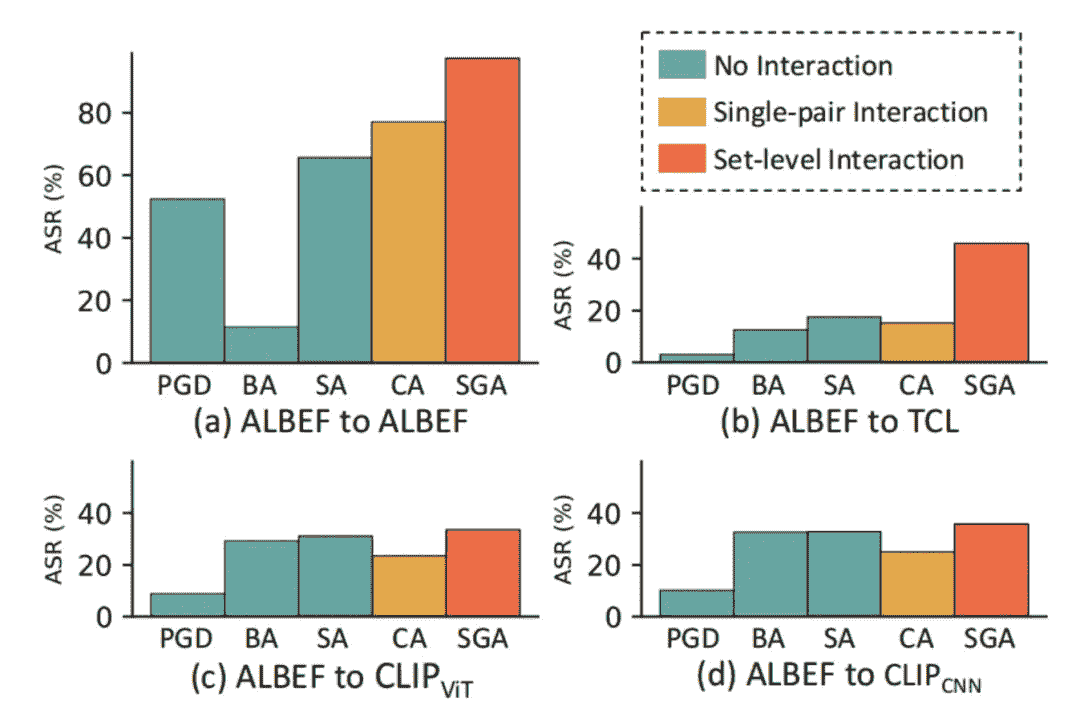 ASR (%)
80
60
40
20
0
PGD BA SA CA SGA
(a) ALBEF to ALBEF
No Interaction
Single-pair Interaction
Set-level Interaction
ASR (%)
40
20
0
PGD BA SA CA SGA
(b) ALBEF to TCL
ASR (%)
40
20
0
PGD BA SA CA SGA
(c) ALBEF to CLIPViT
ASR (%)
40
20
0
PGD BA SA CA SGA
(d) ALBEF to CLIPCNN